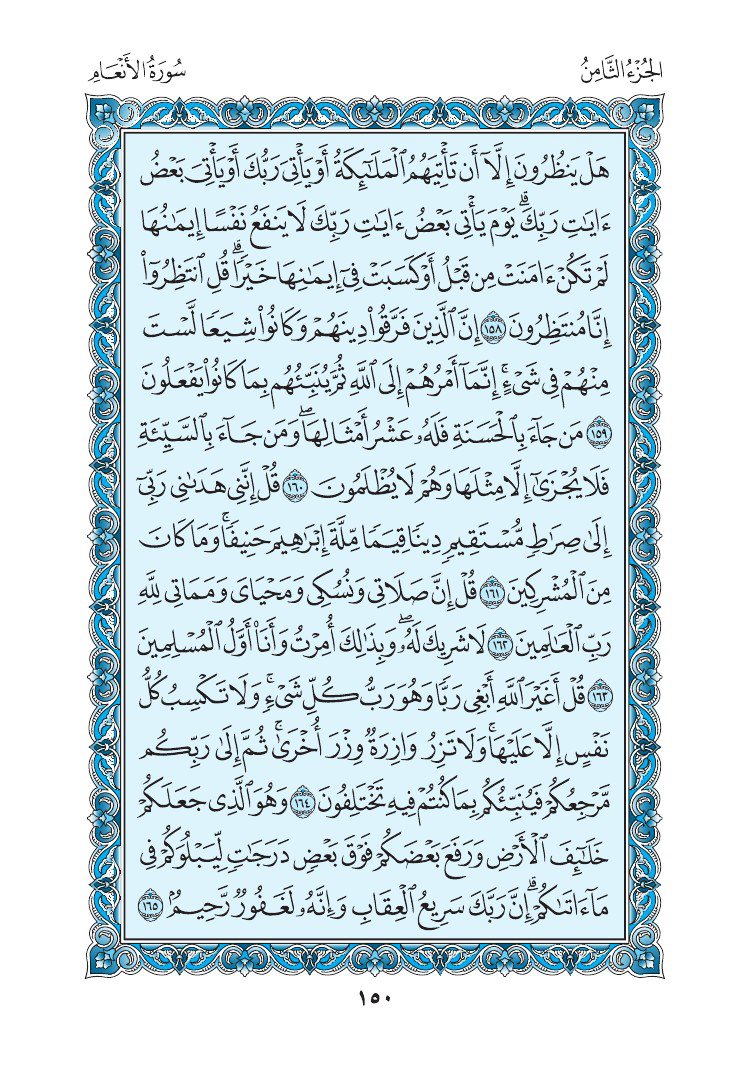 الجُزْءُ الثَّامِنُ
سُورَةُ الأَنْعَامِ
هَلْ يَنظُرُونَ إِلَّآ أَن تَأْتِيَهُمُ ٱلْمَلَٰٓئِكَةُ أَوْ يَأْتِىَ رَبُّكَ أَوْ يَأْتِىَ بَعْضُ
ءَايَٰتِ رَبِّكَۗ يَوْمَ يَأْتِى بَعْضُ ءَايَٰتِ رَبِّكَ لَا يَنفَعُ نَفْسًا إِيمَٰنُهَا
لَمْ تَكُنْ ءَامَنَتْ مِن قَبْلُ أَوْ كَسَبَتْ فِىٓ إِيمَٰنِهَا خَيْرًاۗ قُلِ ٱنتَظِرُوٓا۟
إِنَّا مُنتَظِرُونَ ١٥٨ إِنَّ ٱلَّذِينَ فَرَّقُوا۟ دِينَهُمْ وَكَانُوا۟ شِيَعًا لَّسْتَ
مِنْهُمْ فِى شَىْءٍۚ إِنَّمَآ أَمْرُهُمْ إِلَى ٱللَّهِ ثُمَّ يُنَبِّئُهُم بِمَا كَانُوا۟ يَفْعَلُونَ
١٥٩ مَن جَآءَ بِٱلْحَسَنَةِ فَلَهُۥ عَشْرُ أَمْثَالِهَاۖ وَمَن جَآءَ بِٱلسَّيِّئَةِ
فَلَا يُجْزَىٰٓ إِلَّا مِثْلَهَا وَهُمْ لَا يُظْلَمُونَ ١٦٠ قُلْ إِنَّنِى هَدَىٰنِى رَبِّىٓ
إِلَىٰ صِرَٰطٍ مُّسْتَقِيمٍ دِينًا قِيَمًا مِّلَّةَ إِبْرَٰهِيمَ حَنِيفًاۚ وَمَا كَانَ
مِنَ ٱلْمُشْرِكِينَ ١٦١ قُلْ إِنَّ صَلَاتِى وَنُسُكِى وَمَحْيَاىَ وَمَمَاتِى لِلَّهِ
رَبِّ ٱلْعَٰلَمِينَ ١٦٢ لَا شَرِيكَ لَهُۥۖ وَبِذَٰلِكَ أُمِرْتُ وَأَنَا۠ أَوَّلُ ٱلْمُسْلِمِينَ
١٦٣ قُلْ أَغَيْرَ ٱللَّهِ أَبْغِى رَبًّا وَهُوَ رَبُّ كُلِّ شَىْءٍۚ وَلَا تَكْسِبُ كُلُّ
نَفْسٍ إِلَّا عَلَيْهَاۚ وَلَا تَزِرُ وَازِرَةٌ وِزْرَ أُخْرَىٰۚ ثُمَّ إِلَىٰ رَبِّكُم
مَّرْجِعُكُمْ فَيُنَبِّئُكُم بِمَا كُنتُمْ فِيهِ تَخْتَلِفُونَ ١٦٤ وَهُوَ ٱلَّذِى جَعَلَكُمْ
خَلَٰٓئِفَ ٱلْأَرْضِ وَرَفَعَ بَعْضَكُمْ فَوْقَ بَعْضٍ دَرَجَٰتٍ لِّيَبْلُوَكُمْ فِى
مَآ ءَاتَىٰكُمْۗ إِنَّ رَبَّكَ سَرِيعُ ٱلْعِقَابِ وَإِنَّهُۥ لَغَفُورٌ رَّحِيمٌۢ ١٦٥
١٥٠